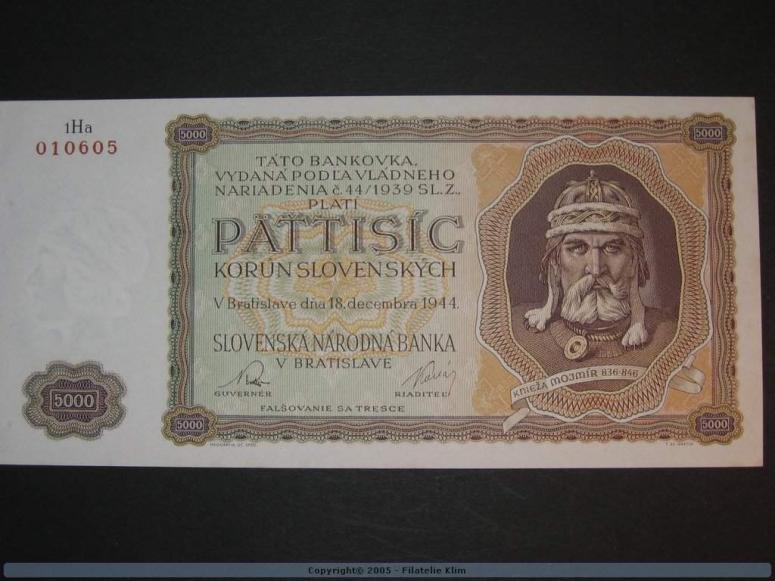 1Ha
010605
5000
5000
TÁTO BANKOVKA,
VYDANÁ PODĽA VLÁDNEHO
NARIADENIA č. 44/1939 SL. Z.,
PLATÍ
PÄŤTISÍC
KORÚN SLOVENSKÝCH
V Bratislave dňa 18. decembra 1944.
SLOVENSKÁ NÁRODNÁ BANKA
V BRATISLAVE
GUVERNÉR
RIADITEĽ
FALŠOVANIE SA TRESCE
KNIEŽA MOJMÍR 836-846
5000
5000
5000
Copyright© 2005 - Filatelie Klim